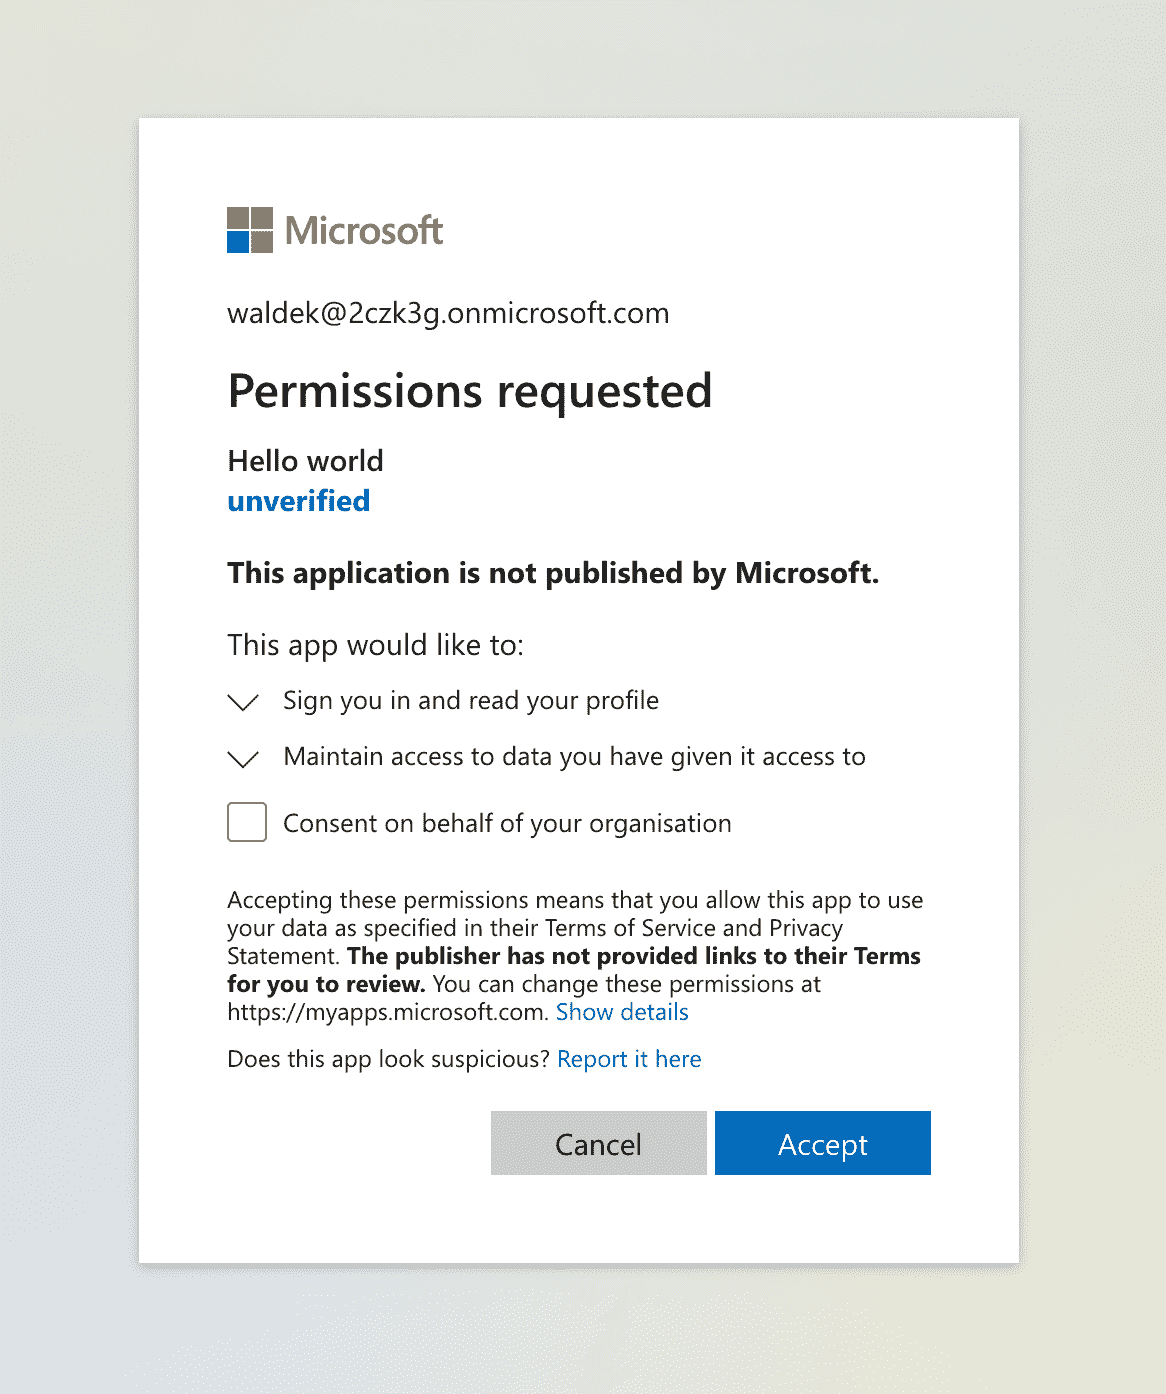 Microsoft
waldek@2czk3g.onmicrosoft.com
Permissions requested
Hello world
unverified
This application is not published by Microsoft.
This app would like to:
Sign you in and read your profile
Maintain access to data you have given it access to
Consent on behalf of your organisation
Accepting these permissions means that you allow this app to use
your data as specified in their Terms of Service and Privacy
Statement. The publisher has not provided links to their Terms
for you to review. You can change these permissions at
https://myapps.microsoft.com. Show details
Does this app look suspicious? Report it here
Cancel Accept